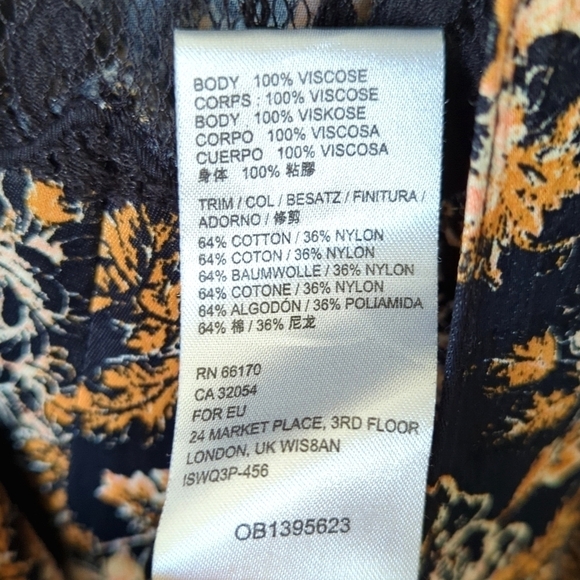 BODY 100% VISCOSE
CORPS : 100% VISCOSE
BODY 100% VISKOSE
CORPO 100% VISCOSA
CUERPO 100% VISCOSA
身体 100% 粘膠
TRIM / COL / BESATZ / FINITURA /
ADORNO / 修剪
64% COTTON / 36% NYLON
64% COTON / 36% NYLON
64% BAUMWOLLE / 36% NYLON
64% COTONE / 36% NYLON
64% ALGODÓN / 36% POLIAMIDA
64% 棉 / 36% 尼龙
RN 66170
CA 32054
FOR EU
24 MARKET PLACE, 3RD FLOOR
LONDON, UK WIS8AN
ISWQ3P-456
OB1395623